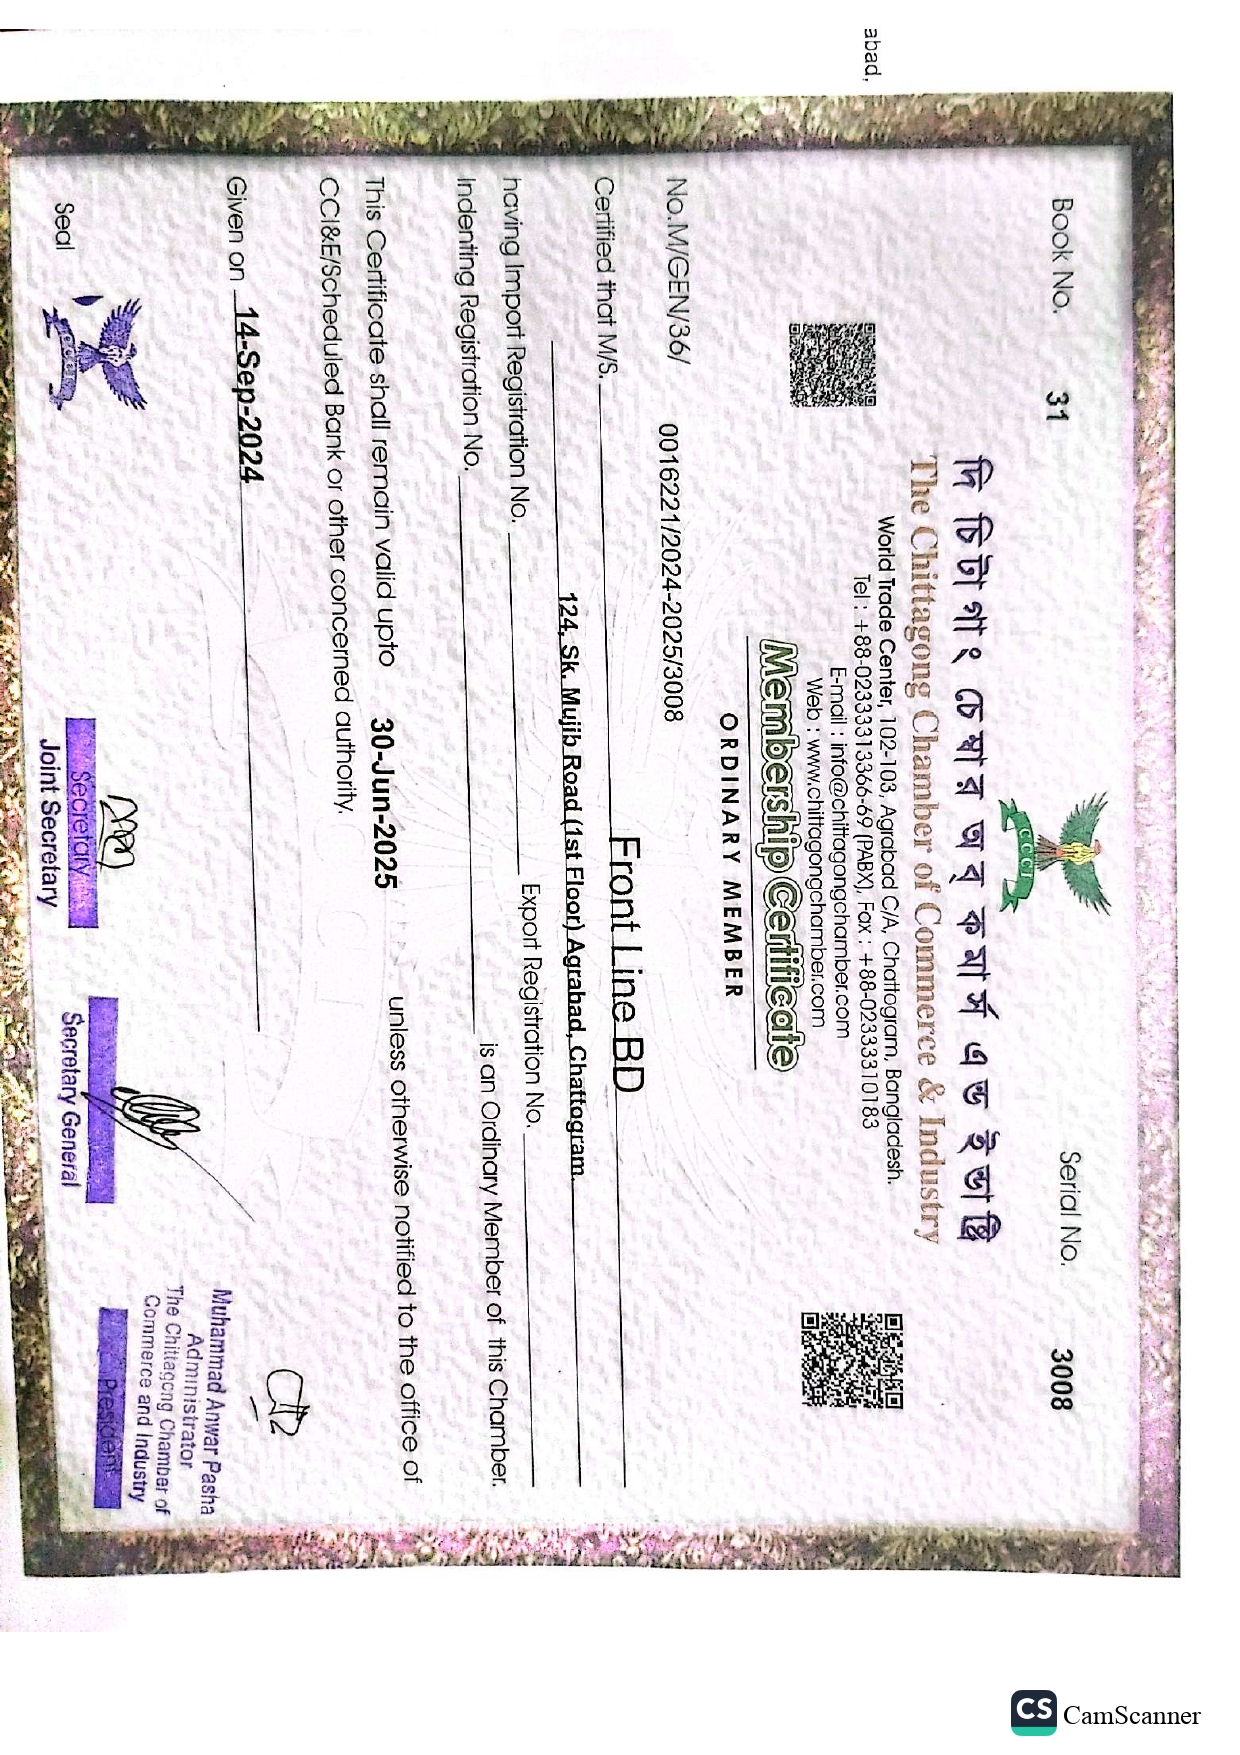 CamScanner
CS
Book No. 31
Serial No. 3008
CCCI
দি চিটাগাং চেম্বার অব্ কমার্স এন্ড ইন্ডাষ্ট্রি
The Chittagong Chamber of Commerce & Industry
World Trade Center, 102-103, Agrabad C/A, Chattogram, Bangladesh.
Tel : +88-02333313366-69 (PABX), Fax : +88-02333310183
E-mail : info@chittagongchamber.com
Web : www.chittagongchamber.com
abad,
Membership Certificate
ORDINARY MEMBER
No.M/GEN/36/ 0016221/2024-2025/3008
Certified that M/S. Front Line BD
124, Sk. Mujib Road (1st Floor) Agrabad, Chattogram.
having Import Registration No. Export Registration No.
Indenting Registration No. is an Ordinary Member of this Chamber.
This Certificate shall remain valid upto 30-Jun-2025 unless otherwise notified to the office of
CCI&E/Scheduled Bank or other concerned authority.
CCCI
Given on 14-Sep-2024
Muhammad Anwar Pasha
Administrator
The Chittagong Chamber of
Commerce and Industry
President
Seal
CCCI
Secretary
Joint Secretary
Secretary General